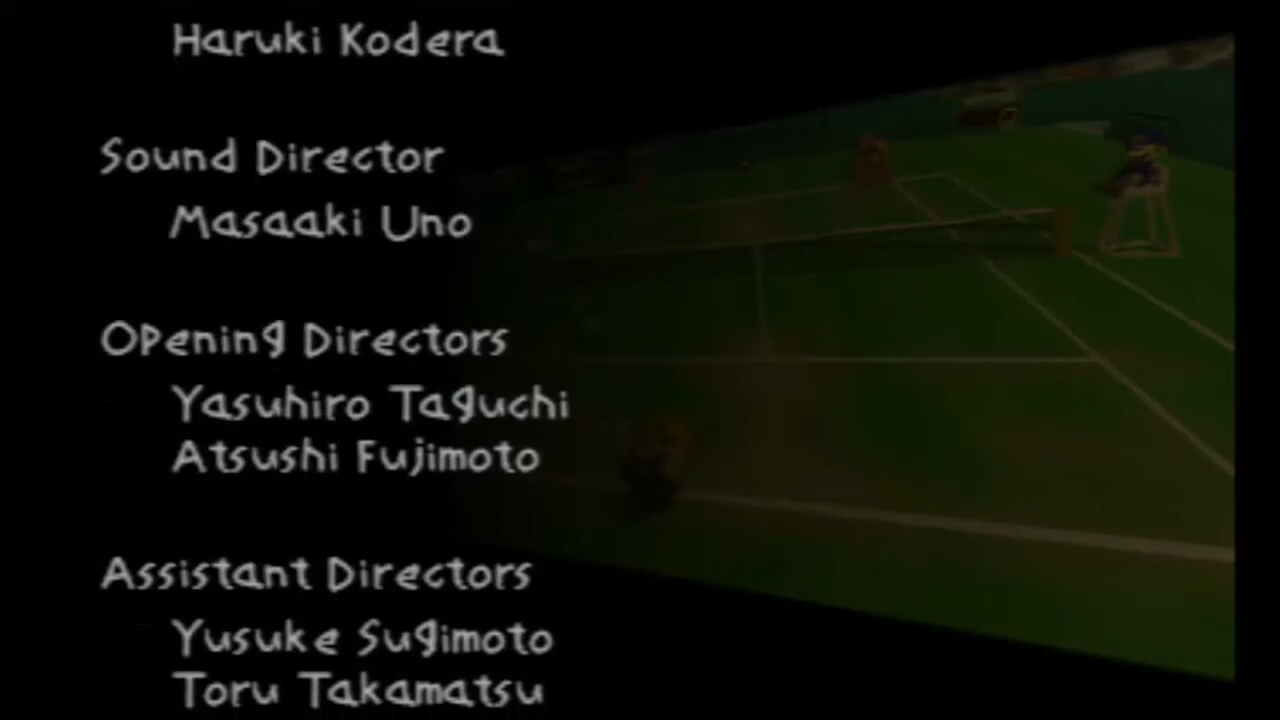 Haruki Kodera
Sound Director
Masaaki Uno
Opening Directors
Yasuhiro Taguchi
Atsushi Fujimoto
Assistant Directors
Yusuke Sugimoto
Toru Takamatsu